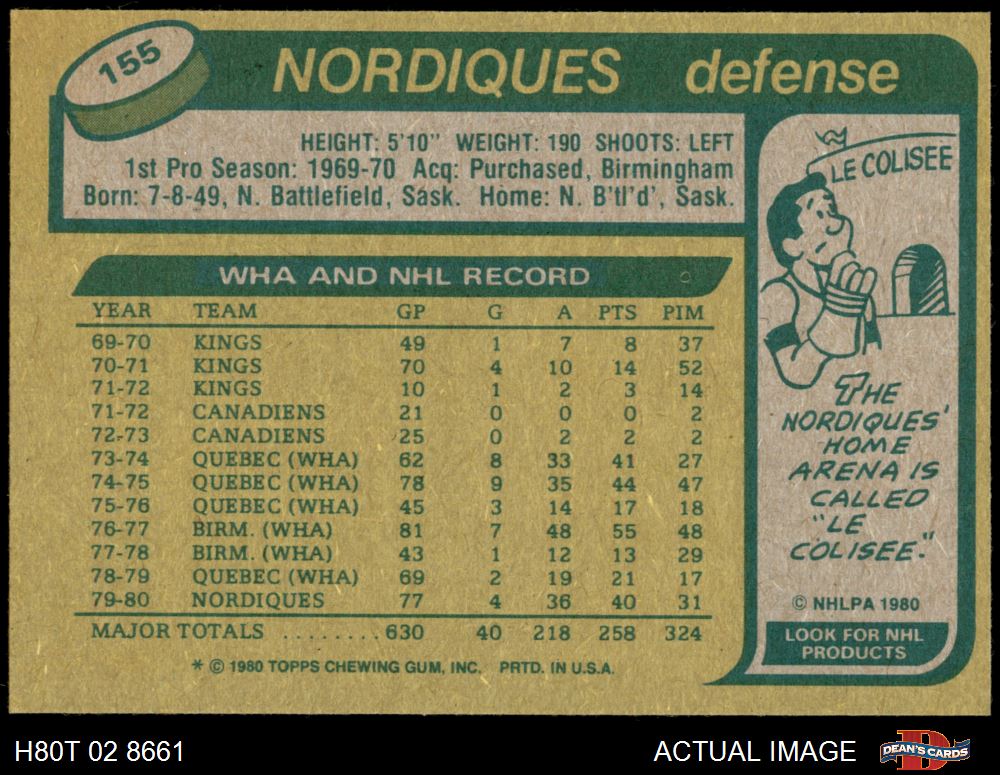 155
NORDIQUES defense
HEIGHT: 5'10" WEIGHT: 190 SHOOTS: LEFT
1st Pro Season: 1969-70 Acq: Purchased, Birmingham
Born: 7-8-49, N. Battlefield, Sask. Home: N. B'tl'd', Sask.
WHA AND NHL RECORD
YEAR TEAM GP G A PTS PIM
69-70 KINGS 49 1 7 8 37
70-71 KINGS 70 4 10 14 52
71-72 KINGS 10 1 2 3 14
71-72 CANADIENS 21 0 0 0 2
72-73 CANADIENS 25 0 2 2 2
73-74 QUEBEC (WHA) 62 8 33 41 27
74-75 QUEBEC (WHA) 78 9 35 44 47
75-76 QUEBEC (WHA) 45 3 14 17 18
76-77 BIRM. (WHA) 81 7 48 55 48
77-78 BIRM. (WHA) 43 1 12 13 29
78-79 QUEBEC (WHA) 69 2 19 21 17
79-80 NORDIQUES 77 4 36 40 31
MAJOR TOTALS ........ 630 40 218 258 324
* © 1980 TOPPS CHEWING GUM, INC. PRTD. IN U.S.A.
LE COLISEE
THE
NORDIQUES'
HOME
ARENA IS
CALLED
"LE
COLISEE."
© NHLPA 1980
LOOK FOR NHL
PRODUCTS
H80T 02 8661
ACTUAL IMAGE
DEAN'S CARDS